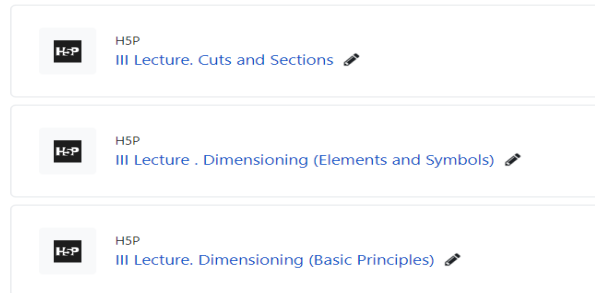 H5P
H5P
III Lecture. Cuts and Sections
H5P
H5P
III Lecture . Dimensioning (Elements and Symbols)
H5P
H5P
III Lecture. Dimensioning (Basic Principles)